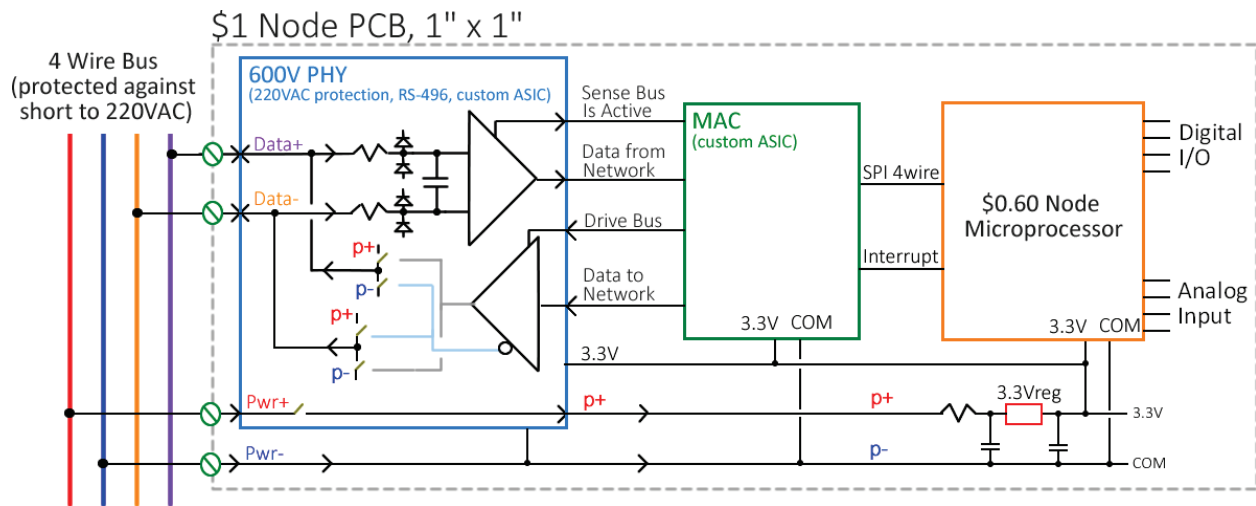 $1 Node PCB, 1" x 1"
4 Wire Bus
(protected against
short to 220VAC)
600V PHY
(220VAC protection, RS-496, custom ASIC)
Data+
Data-
p+
p-
p+
p-
Pwr+
Pwr-
Sense Bus
Is Active
Data from
Network
Drive Bus
Data to
Network
3.3V
p+
MAC
(custom ASIC)
3.3V COM
SPI 4wire
Interrupt
$0.60 Node
Microprocessor
3.3V COM
Digital
I/O
Analog
Input
p+
3.3Vreg
3.3V
p-
COM